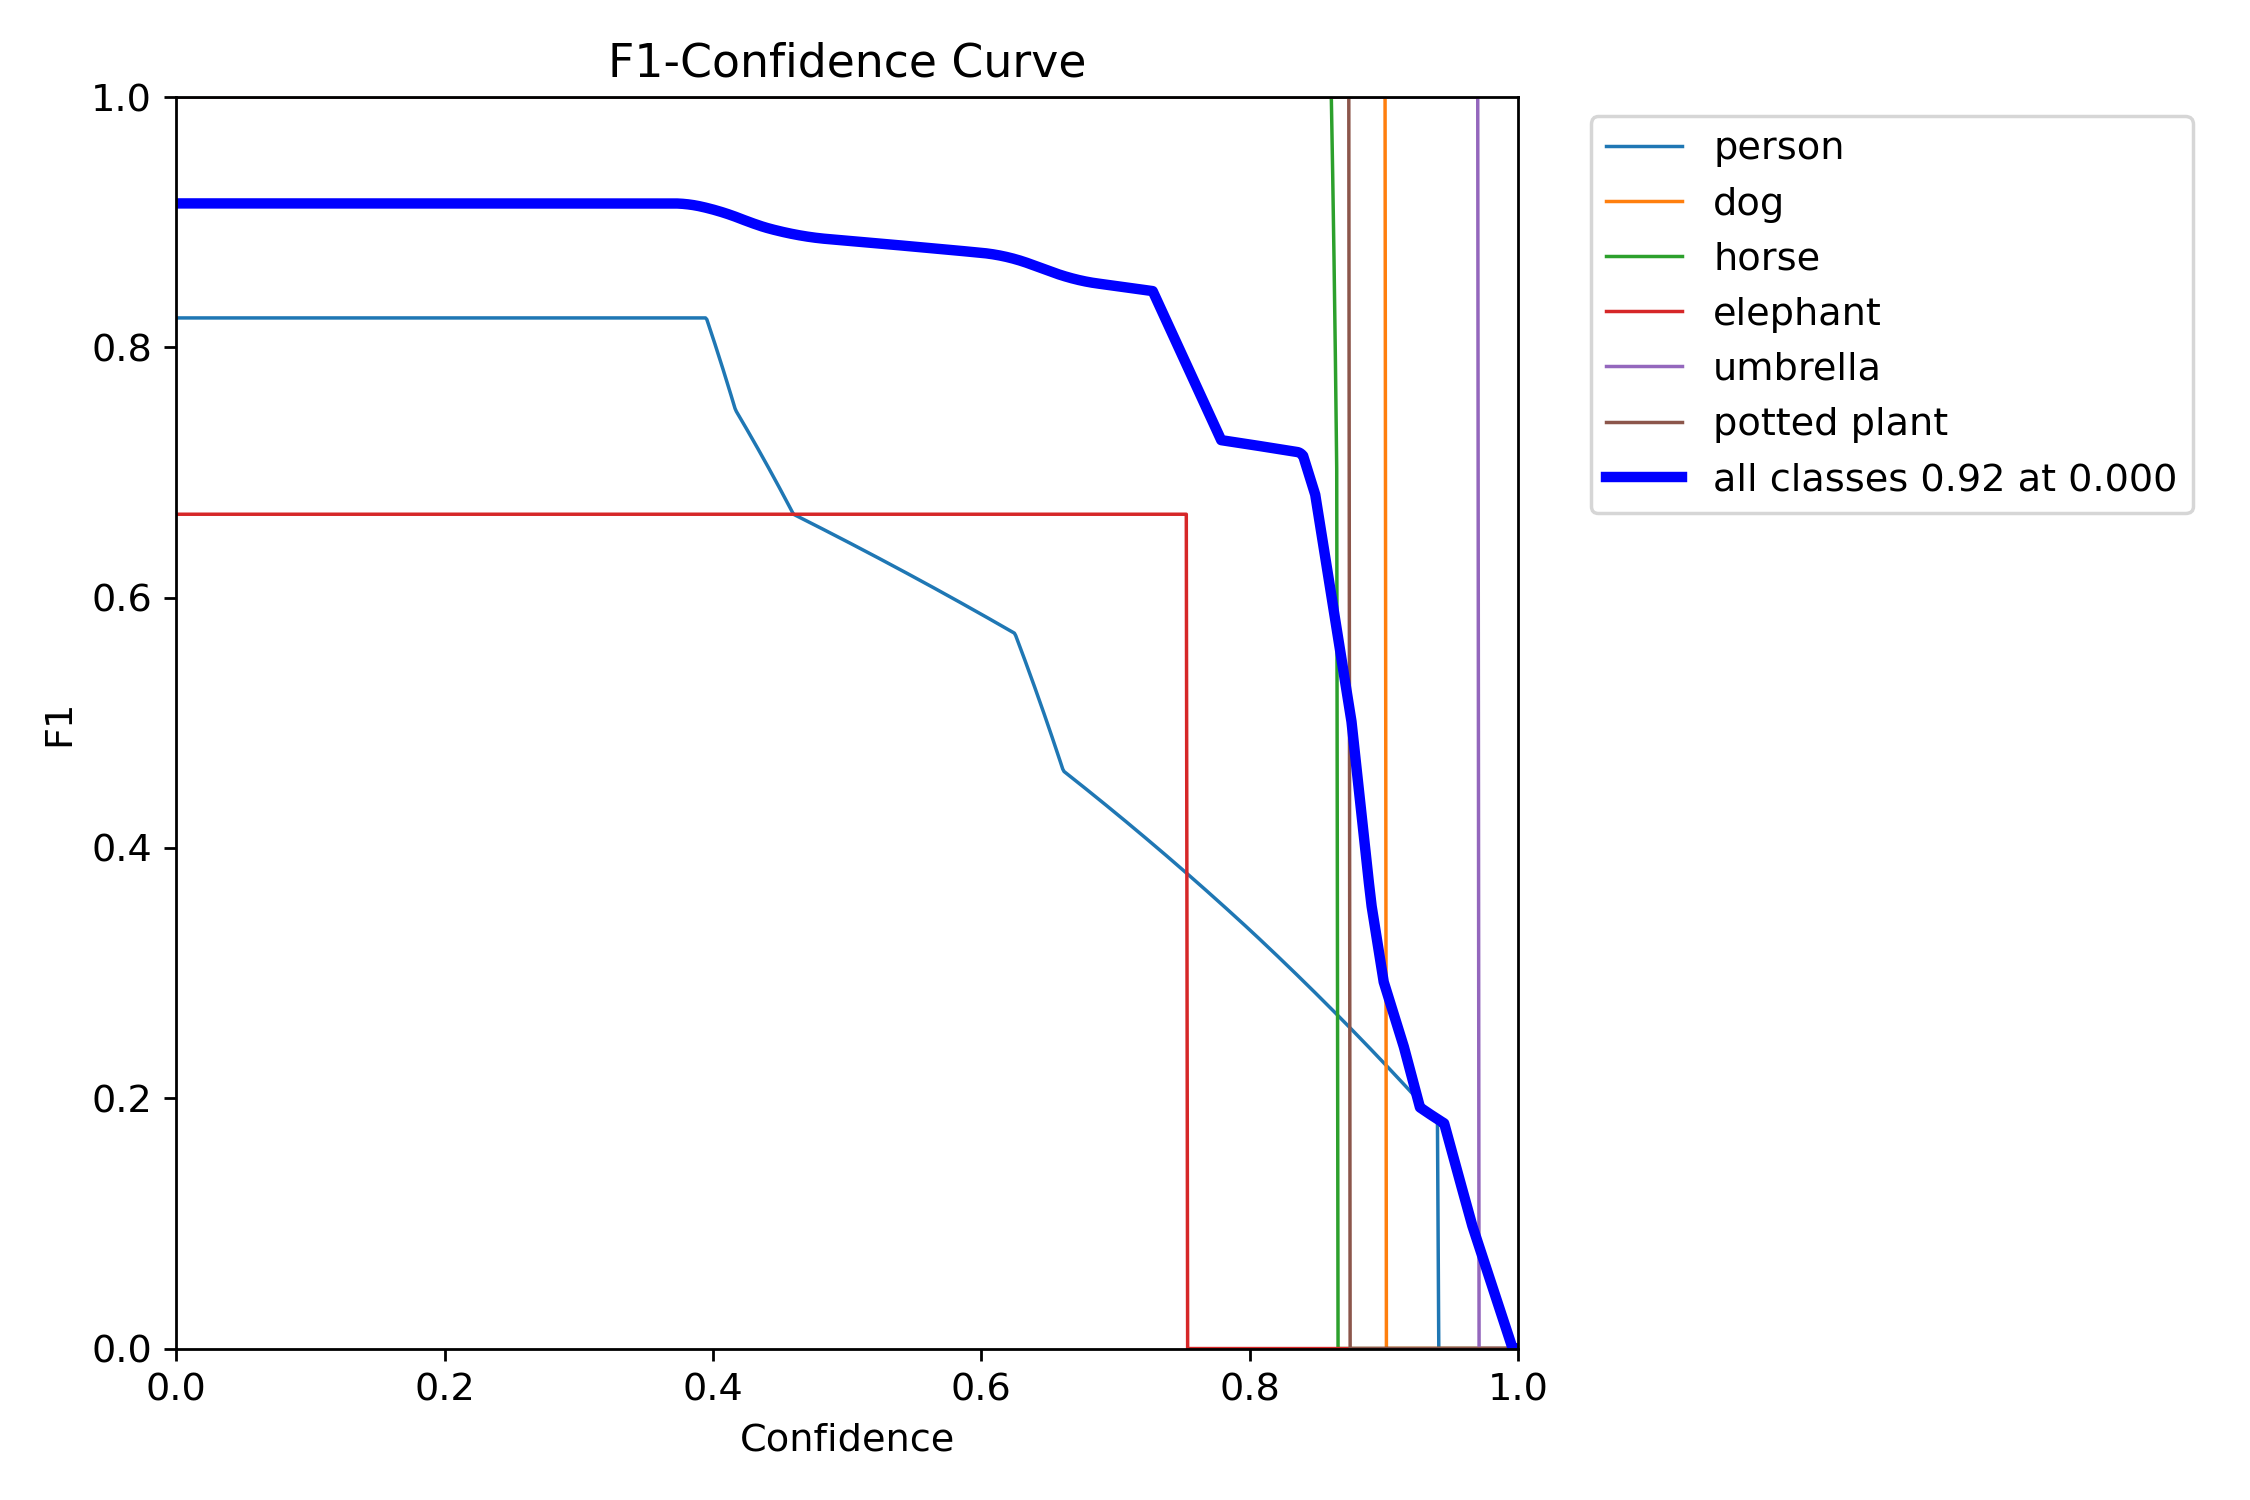 F1-Confidence Curve
1.0
0.8
0.6
0.4
0.2
0.0
F1
0.0 0.2 0.4 0.6 0.8 1.0
Confidence
person
dog
horse
elephant
umbrella
potted plant
all classes 0.92 at 0.000